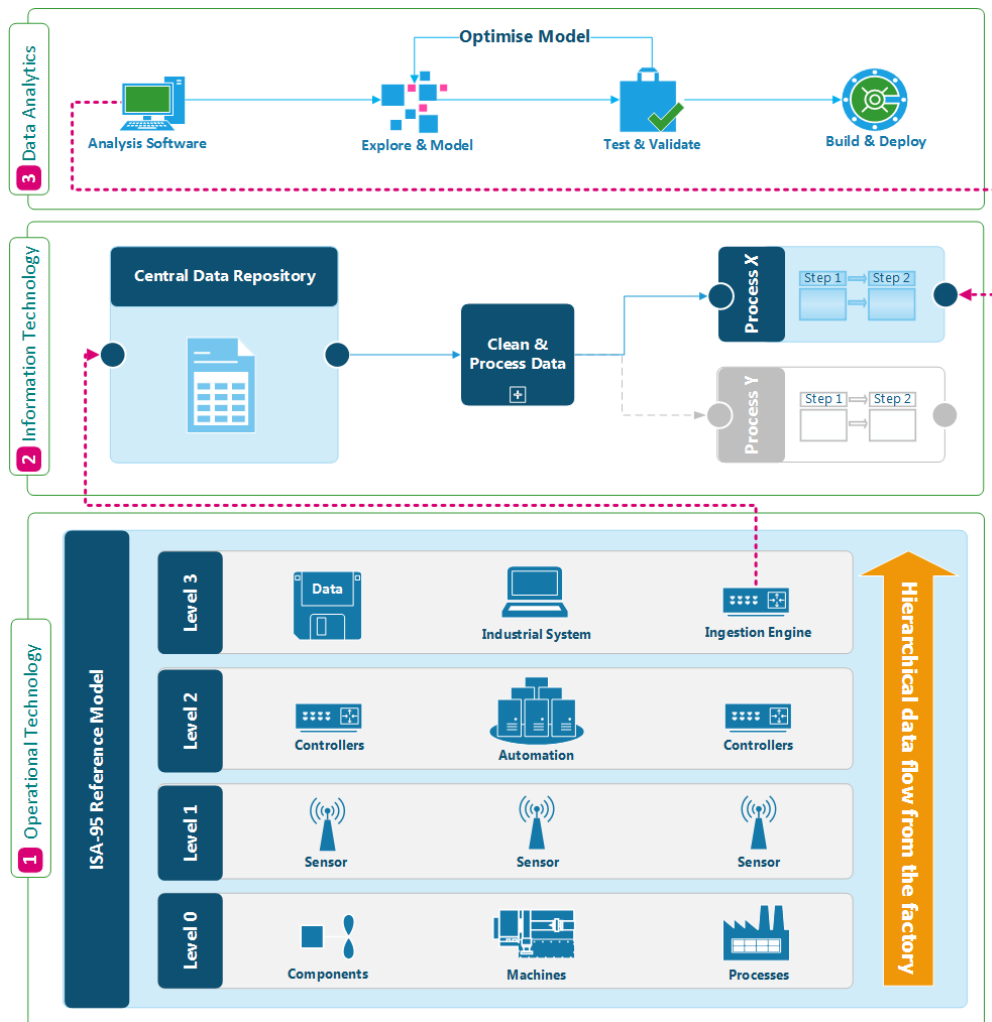 3 Data Analytics
Optimise Model
Analysis Software
Explore & Model
Test & Validate
Build & Deploy
2 Information Technology
Central Data Repository
Clean &
Process Data
Process X
Step 1
Step 2
Process Y
Step 1
Step 2
1 Operational Technology
ISA-95 Reference Model
Level 3
Data
Industrial System
Ingestion Engine
Level 2
Controllers
Automation
Controllers
Level 1
Sensor
Sensor
Sensor
Level 0
Components
Machines
Processes
Hierarchical data flow from the factory